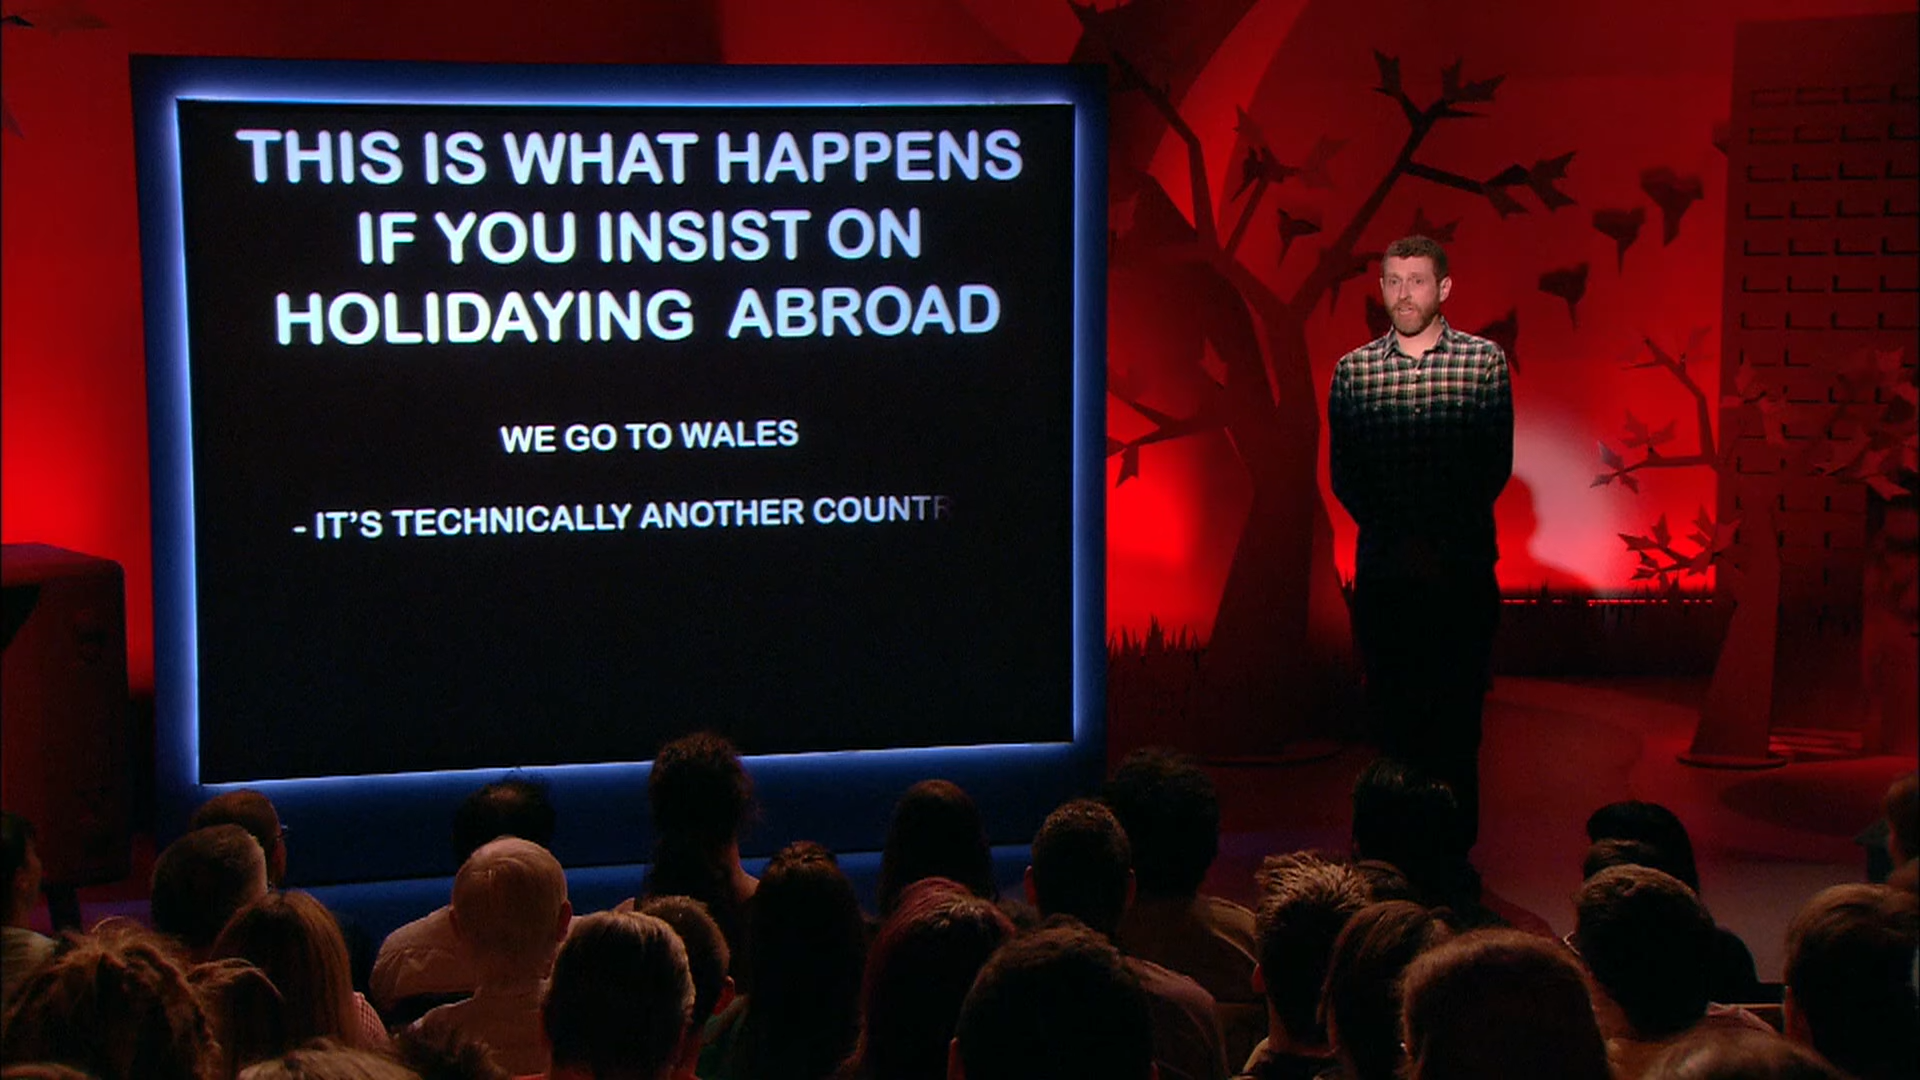 THIS IS WHAT HAPPENS
IF YOU INSIST ON
HOLIDAYING ABROAD
WE GO TO WALES
- IT'S TECHNICALLY ANOTHER COUNTR